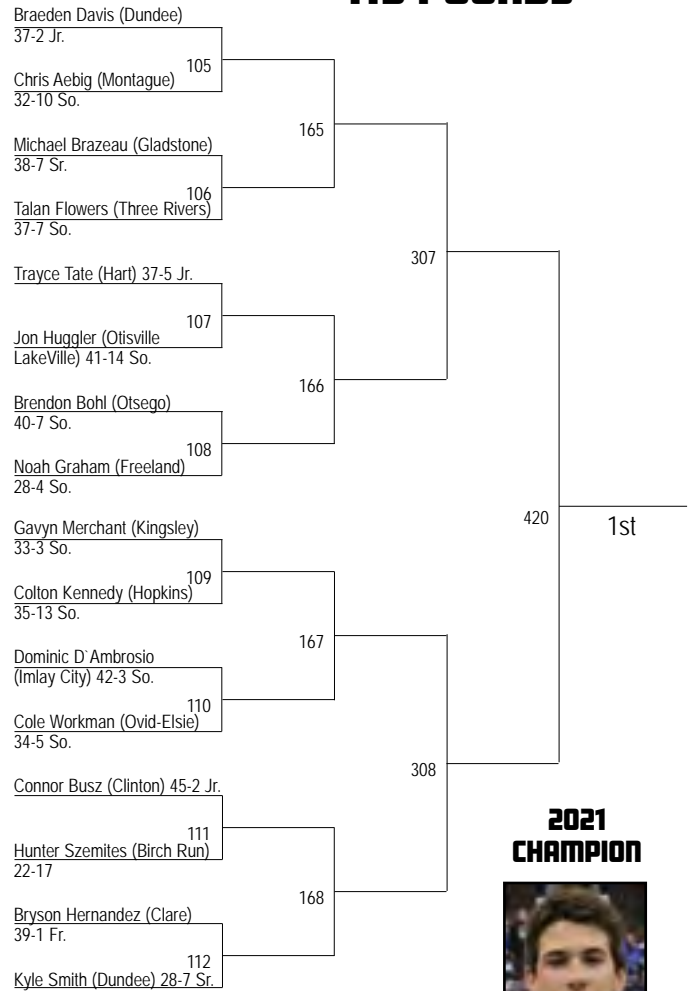 Braeden Davis (Dundee)
37-2 Jr.
105
Chris Aebig (Montague)
32-10 So.
165
Michael Brazeau (Gladstone)
38-7 Sr.
106
Talan Flowers (Three Rivers)
37-7 So.
307
Trayce Tate (Hart) 37-5 Jr.
107
Jon Huggler (Otisville
LakeVille) 41-14 So.
166
Brendon Bohl (Otsego)
40-7 So.
108
Noah Graham (Freeland)
28-4 So.
420
1st
Gavyn Merchant (Kingsley)
33-3 So.
109
Colton Kennedy (Hopkins)
35-13 So.
167
Dominic D`Ambrosio
(Imlay City) 42-3 So.
110
Cole Workman (Ovid-Elsie)
34-5 So.
308
Connor Busz (Clinton) 45-2 Jr.
111
Hunter Szemites (Birch Run)
22-17
168
Bryson Hernandez (Clare)
39-1 Fr.
112
Kyle Smith (Dundee) 28-7 Sr.
2021
CHAMPION